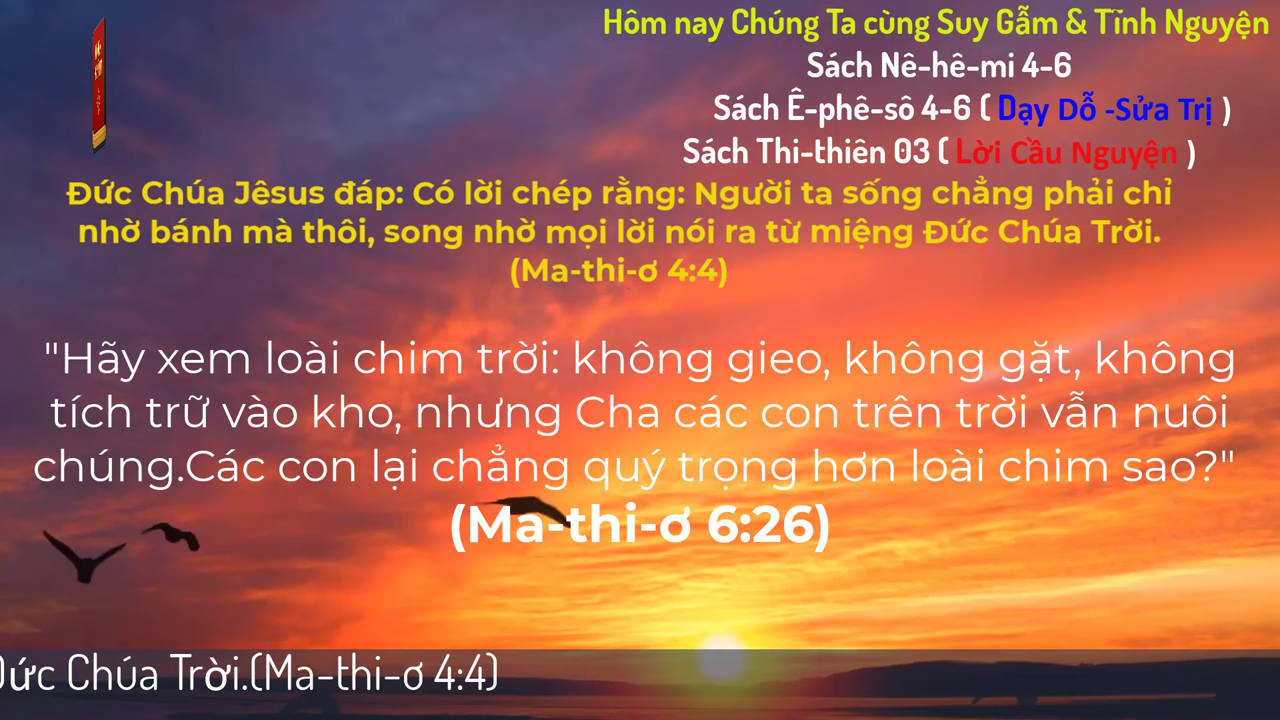 Hôm nay Chúng Ta cùng Suy Gẫm & Tĩnh Nguyện
Sách Nê-hê-mi 4-6
Sách Ê-phê-sô 4-6 ( Dạy Dỗ -Sửa Trị )
Sách Thi-thiên 03 ( Lời Cầu Nguyện )
Đức Chúa Jêsus đáp: Có lời chép rằng: Người ta sống chẳng phải chỉ
nhờ bánh mà thôi, song nhờ mọi lời nói ra từ miệng Đức Chúa Trời.
(Ma-thi-ơ 4:4)
"Hãy xem loài chim trời: không gieo, không gặt, không
tích trữ vào kho, nhưng Cha các con trên trời vẫn nuôi
chúng.Các con lại chẳng quý trọng hơn loài chim sao?"
(Ma-thi-ơ 6:26)
Đức Chúa Trời.(Ma-thi-ơ 4:4)